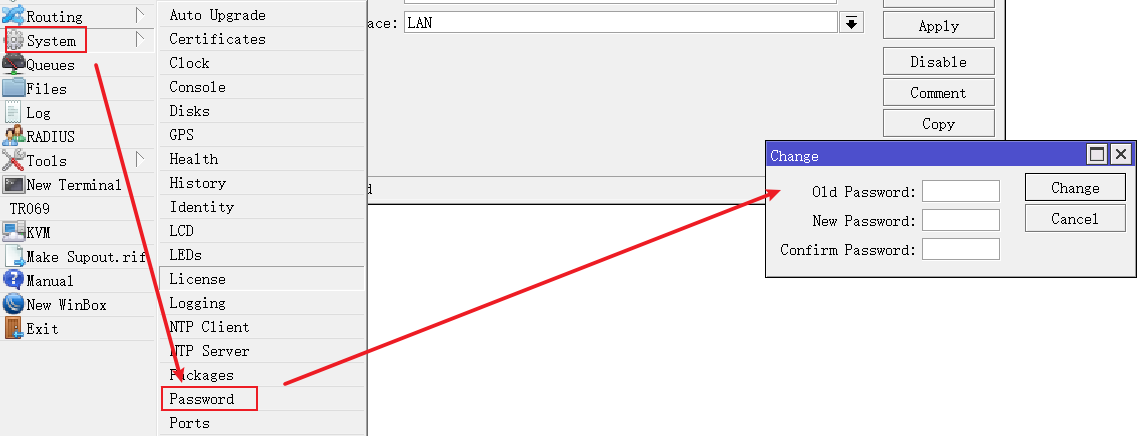 Routing
System
Queues
Files
Log
RADIUS
Tools
New Terminal
TR069
KVM
Make Supout.rif
Manual
New WinBox
Exit
Auto Upgrade
Certificates
Clock
Console
Disks
GPS
Health
History
Identity
LCD
LEDs
License
Logging
NTP Client
NTP Server
Packages
Password
Ports
ace: LAN
Apply
Disable
Comment
Copy
d
Change
Old Password:
New Password:
Confirm Password:
Change
Cancel